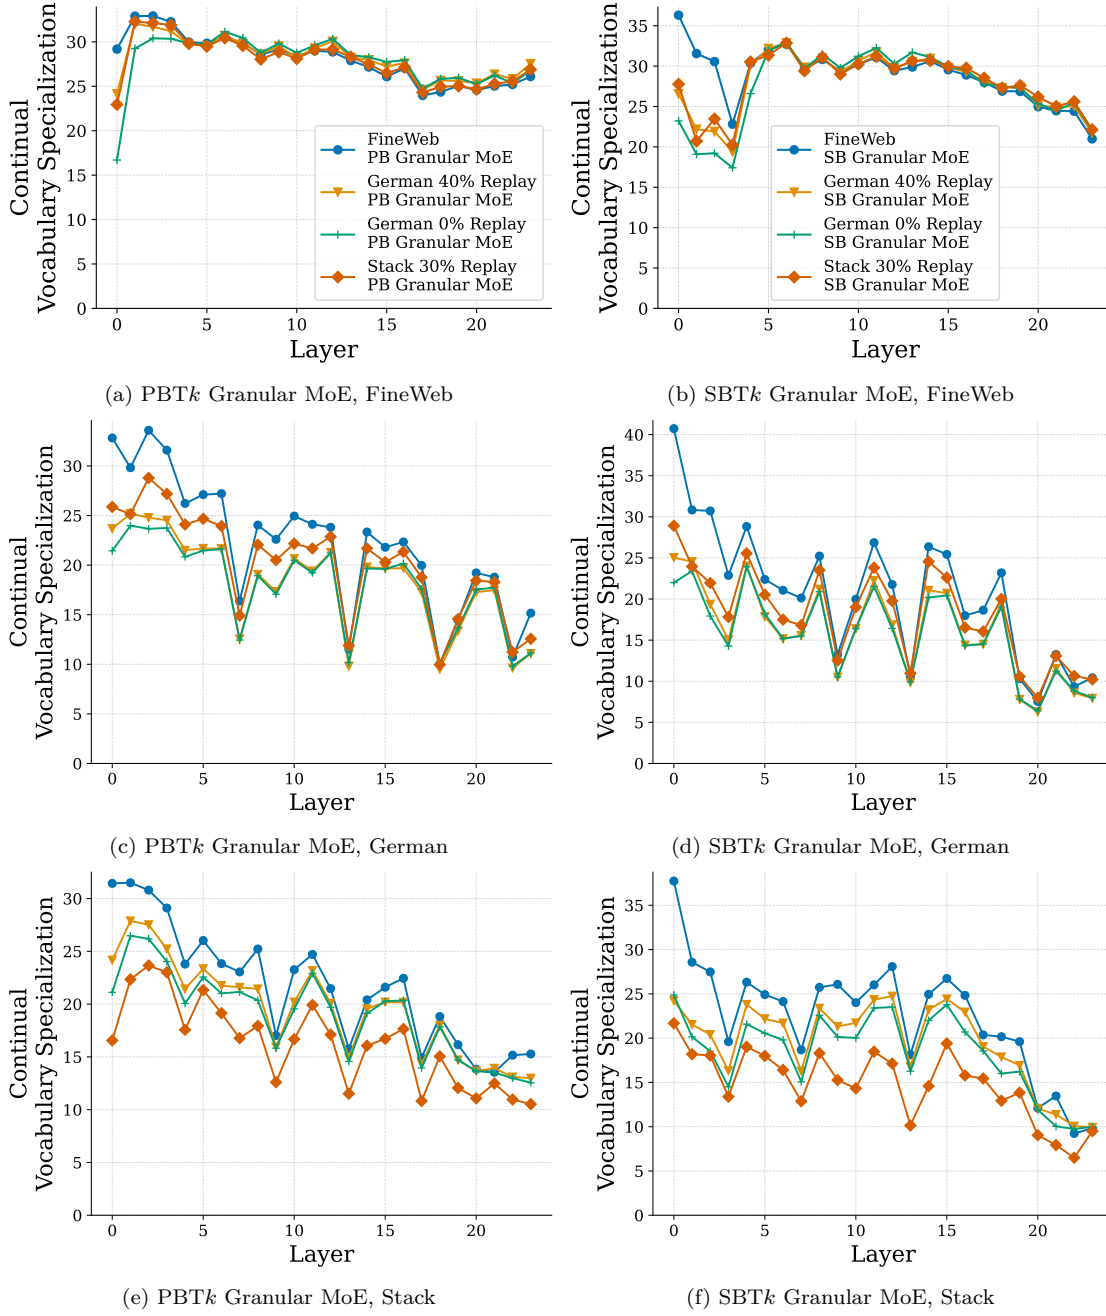 Continual
Vocabulary Specialization
30
25
20
15
10
5
0
0
5
10
15
20
Layer
FineWeb
PB Granular MoE
German 40% Replay
PB Granular MoE
German 0% Replay
PB Granular MoE
Stack 30% Replay
PB Granular MoE
(a) PBTk Granular MoE, FineWeb
Continual
Vocabulary Specialization
35
30
25
20
15
10
5
0
0
5
10
15
20
Layer
FineWeb
SB Granular MoE
German 40% Replay
SB Granular MoE
German 0% Replay
SB Granular MoE
Stack 30% Replay
SB Granular MoE
(b) SBTk Granular MoE, FineWeb
Continual
Vocabulary Specialization
30
25
20
15
10
5
0
0
5
10
15
20
Layer
(c) PBTk Granular MoE, German
Continual
Vocabulary Specialization
40
35
30
25
20
15
10
5
0
0
5
10
15
20
Layer
(d) SBTk Granular MoE, German
Continual
Vocabulary Specialization
30
25
20
15
10
5
0
0
5
10
15
20
Layer
(e) PBTk Granular MoE, Stack
Continual
Vocabulary Specialization
35
30
25
20
15
10
5
0
0
5
10
15
20
Layer
(f) SBTk Granular MoE, Stack